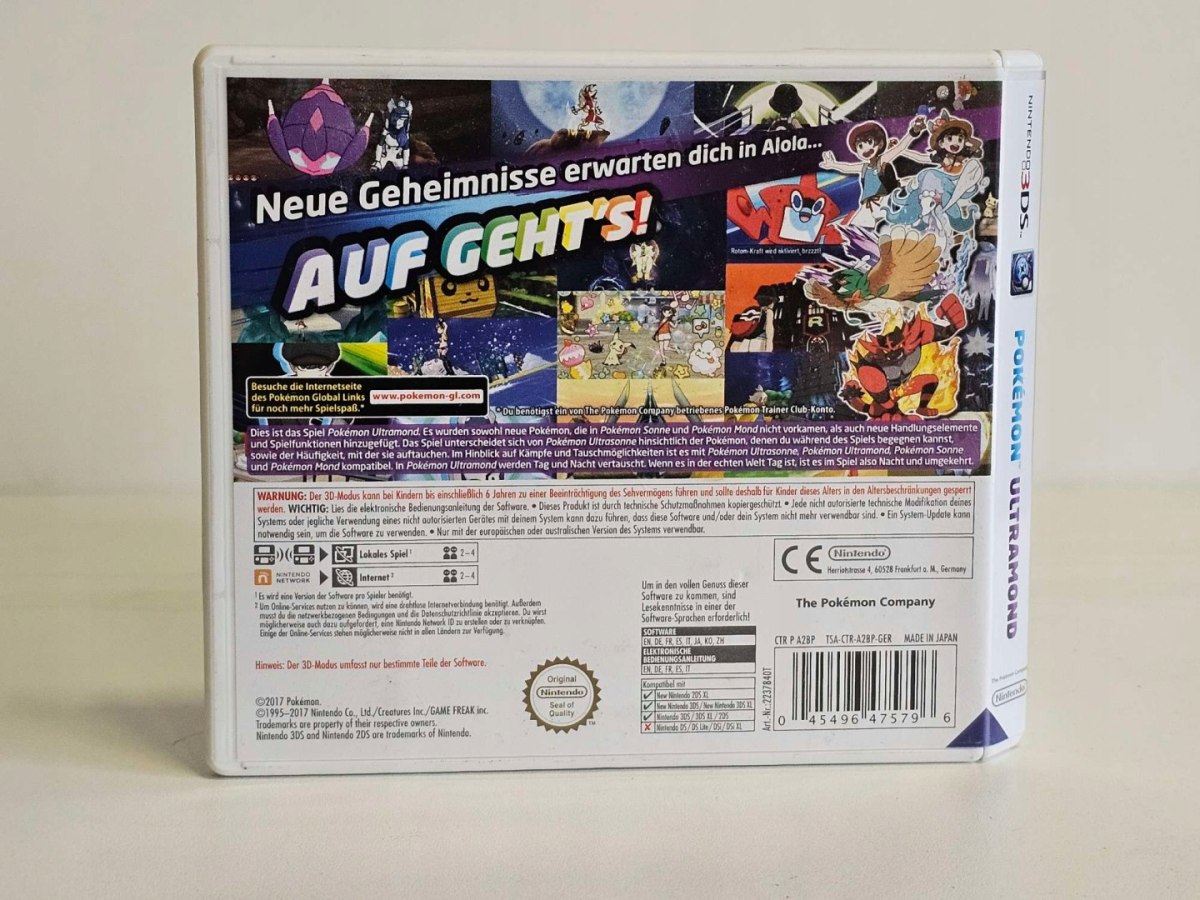 Neue Geheimnisse erwarten dich in Alola...
AUF GEHT'S!
Rotom-Kraft wird aktiviert, brzzzt!
R
Besuche die Internetseite
des Pokémon Global Links
für noch mehr Spielspaß.*
www.pokemon-gl.com
*Du benötigst ein von The Pokemon Company betriebenes Pokémon Trainer Club-Konto.
Dies ist das Spiel Pokémon Ultramond. Es wurden sowohl neue Pokémon, die in Pokémon Sonne und Pokémon Mond nicht vorkamen, als auch neue Handlungselemente
und Spielfunktionen hinzugefügt. Das Spiel unterscheidet sich von Pokémon Ultrasonne hinsichtlich der Pokémon, denen du während des Spiels begegnen kannst,
sowie der Häufigkeit, mit der sie auftauchen. Im Hinblick auf Kämpfe und Tauschmöglichkeiten ist es mit Pokémon Ultrasonne, Pokémon Ultramond, Pokémon Sonne
und Pokémon Mond kompatibel. In Pokémon Ultramond werden Tag und Nacht vertauscht. Wenn es in der echten Welt Tag ist, ist es im Spiel also Nacht und umgekehrt.
WARNUNG: Der 3D-Modus kann bei Kindern bis einschließlich 6 Jahren zu einer Beeinträchtigung des Sehvermögens führen und sollte deshalb für Kinder dieses Alters in den Altersbeschränkungen gesperrt
werden. WICHTIG: Lies die elektronische Bedienungsanleitung der Software. • Dieses Produkt ist durch technische Schutzmaßnahmen kopiergeschützt. • Jede nicht autorisierte technische Modifikation deines
Systems oder jegliche Verwendung eines nicht autorisierten Gerätes mit deinem System kann dazu führen, dass diese Software und/oder dein System nicht mehr verwendbar sind. • Ein System-Update kann
notwendig sein, um die Software zu verwenden. • Nur mit der europäischen oder australischen Version des Systems verwendbar.
Lokales Spiel¹ 2-4
NINTENDO NETWORK Internet² 2-4
¹ Es wird eine Version der Software pro Spieler benötigt.
² Um Online-Services nutzen zu können, wird eine drahtlose Internetverbindung benötigt. Außerdem
musst du die netzwerkbezogenen Bedingungen und die Datenschutzrichtlinie akzeptieren. Du wirst
möglicherweise auch dazu aufgefordert, eine Nintendo Network ID zu erstellen oder zu verknüpfen.
Einige der Online-Services stehen möglicherweise nicht in allen Ländern zur Verfügung.
Hinweis: Der 3D-Modus umfasst nur bestimmte Teile der Software.
©2017 Pokémon.
©1995–2017 Nintendo Co., Ltd./Creatures Inc./GAME FREAK inc.
Trademarks are property of their respective owners.
Nintendo 3DS and Nintendo 2DS are trademarks of Nintendo.
Original
Nintendo
Seal of
Quality
TM
Um in den vollen Genuss dieser
Software zu kommen, sind
Lesekenntnisse in einer der
Software-Sprachen erforderlich!
SOFTWARE
EN, DE, FR, ES, IT, JA, KO, ZH
ELEKTRONISCHE
BEDIENUNGSANLEITUNG
EN, DE, FR, ES, IT
Kompatibel mit
New Nintendo 2DS XL
New Nintendo 3DS / New Nintendo 3DS XL
Nintendo 3DS / 3DS XL / 2DS
Nintendo DS / DS Lite / DSi / DSi XL
CE Nintendo
Herriotstrasse 4, 60528 Frankfurt a. M., Germany
The Pokémon Company
CTR P A2BP TSA-CTR-A2BP-GER MADE IN JAPAN
Art.-Nr.: 2237840T
0 45496 47579 6
NINTENDO 3DS™
POKÉMON™ ULTRAMOND
The Pokémon Company
Nintendo